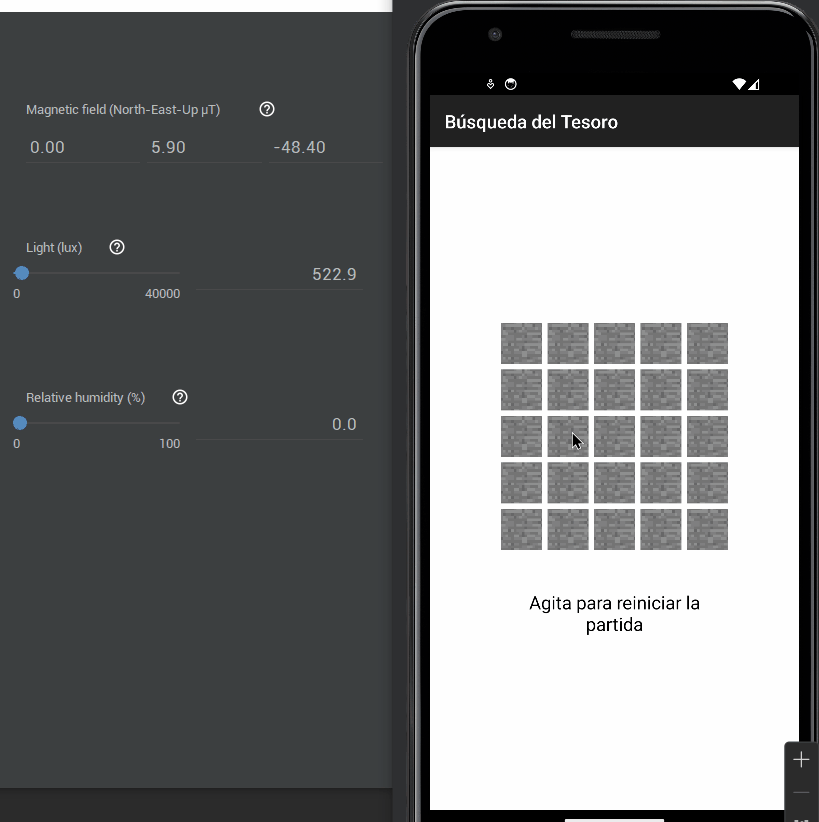 Magnetic field (North-East-Up µT)
0.00 5.90 -48.40
Light (lux)
522.9
0 40000
Relative humidity (%)
0.0
0 100
Búsqueda del Tesoro
Agita para reiniciar la
partida